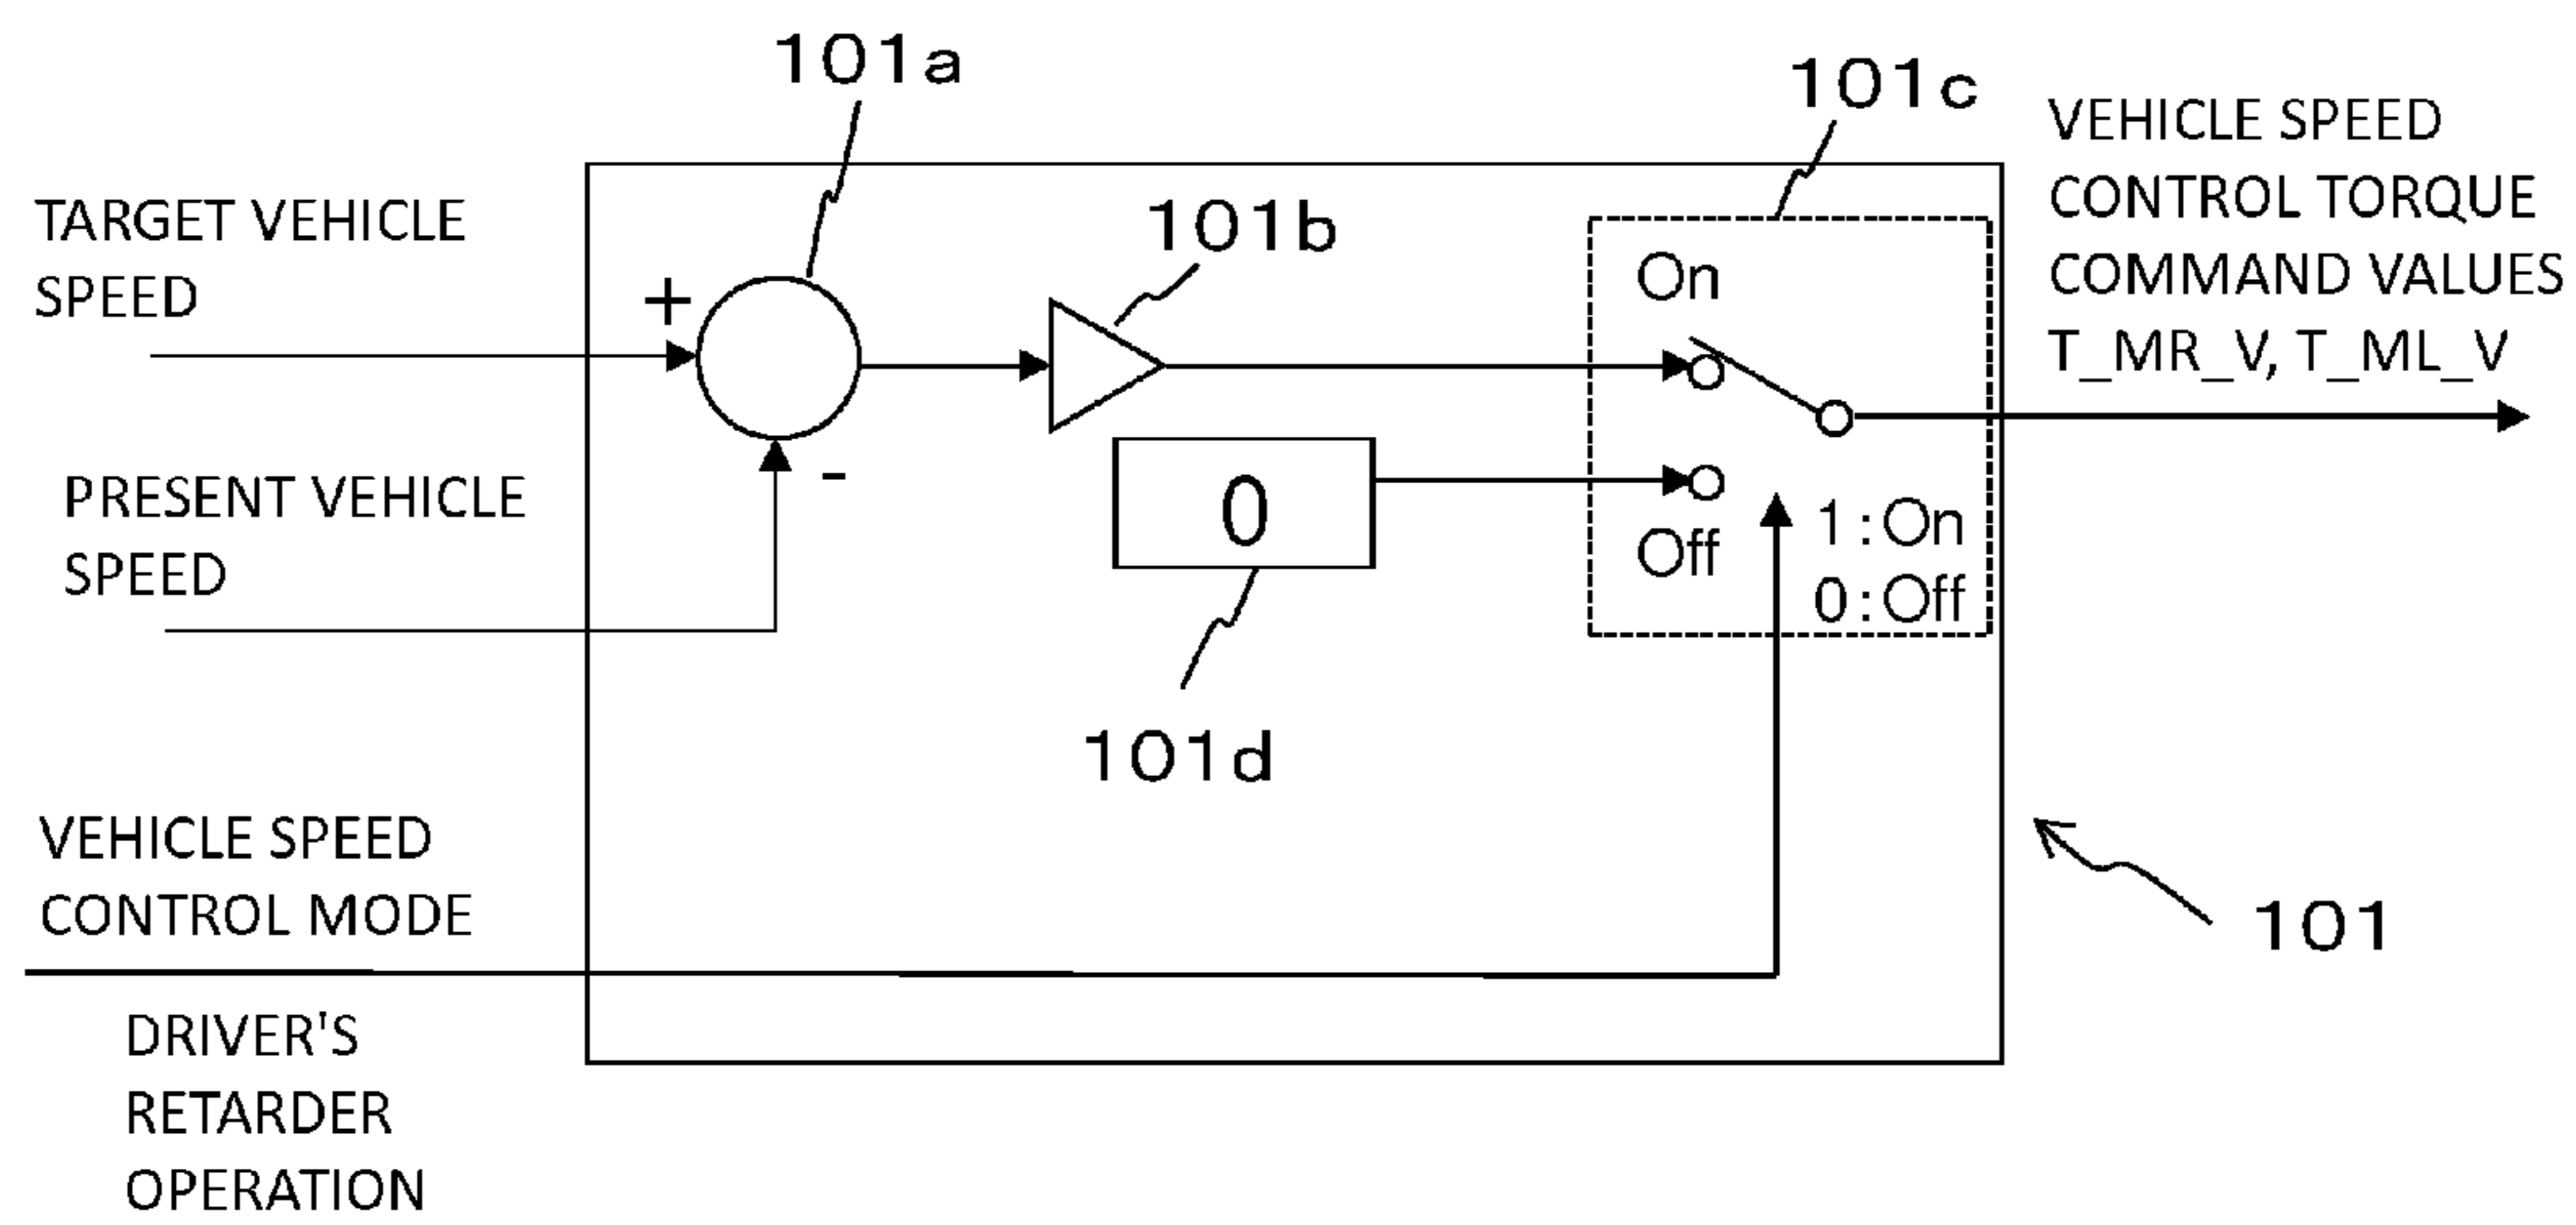 101a
101c
VEHICLE SPEED
CONTROL TORQUE
COMMAND VALUES
T_MR_V, T_ML_V
TARGET VEHICLE
SPEED
101b
+
On
PRESENT VEHICLE
SPEED
-
0
Off
1:On
0:Off
101d
VEHICLE SPEED
CONTROL MODE
101
DRIVER'S
RETARDER
OPERATION